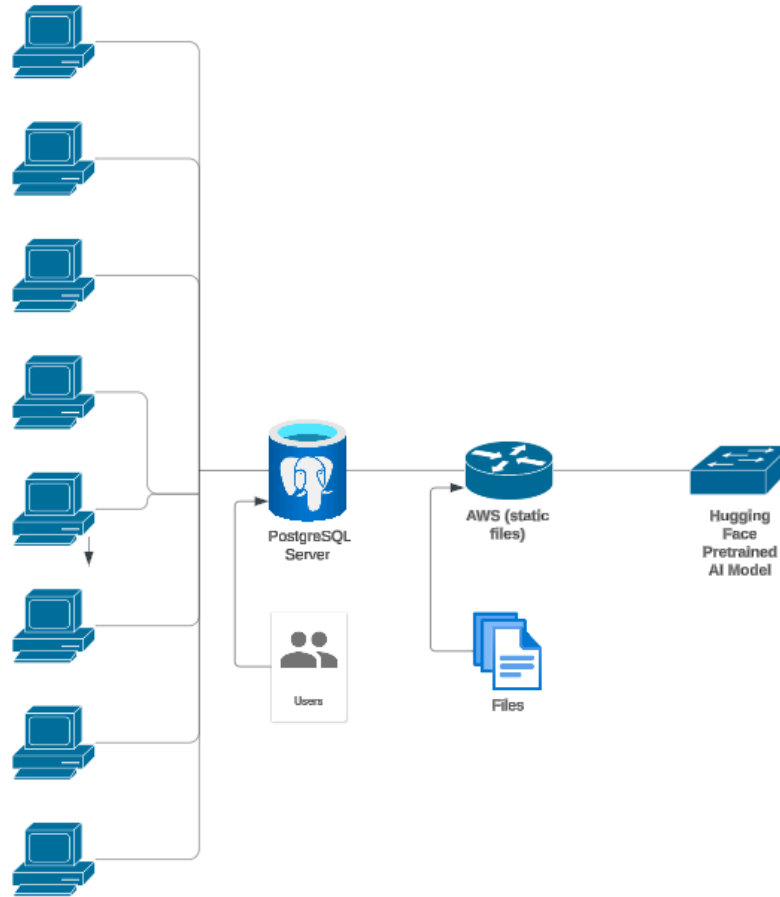 PostgreSQL
Server
AWS (static
files)
Hugging
Face
Pretrained
AI Model
Users
Files